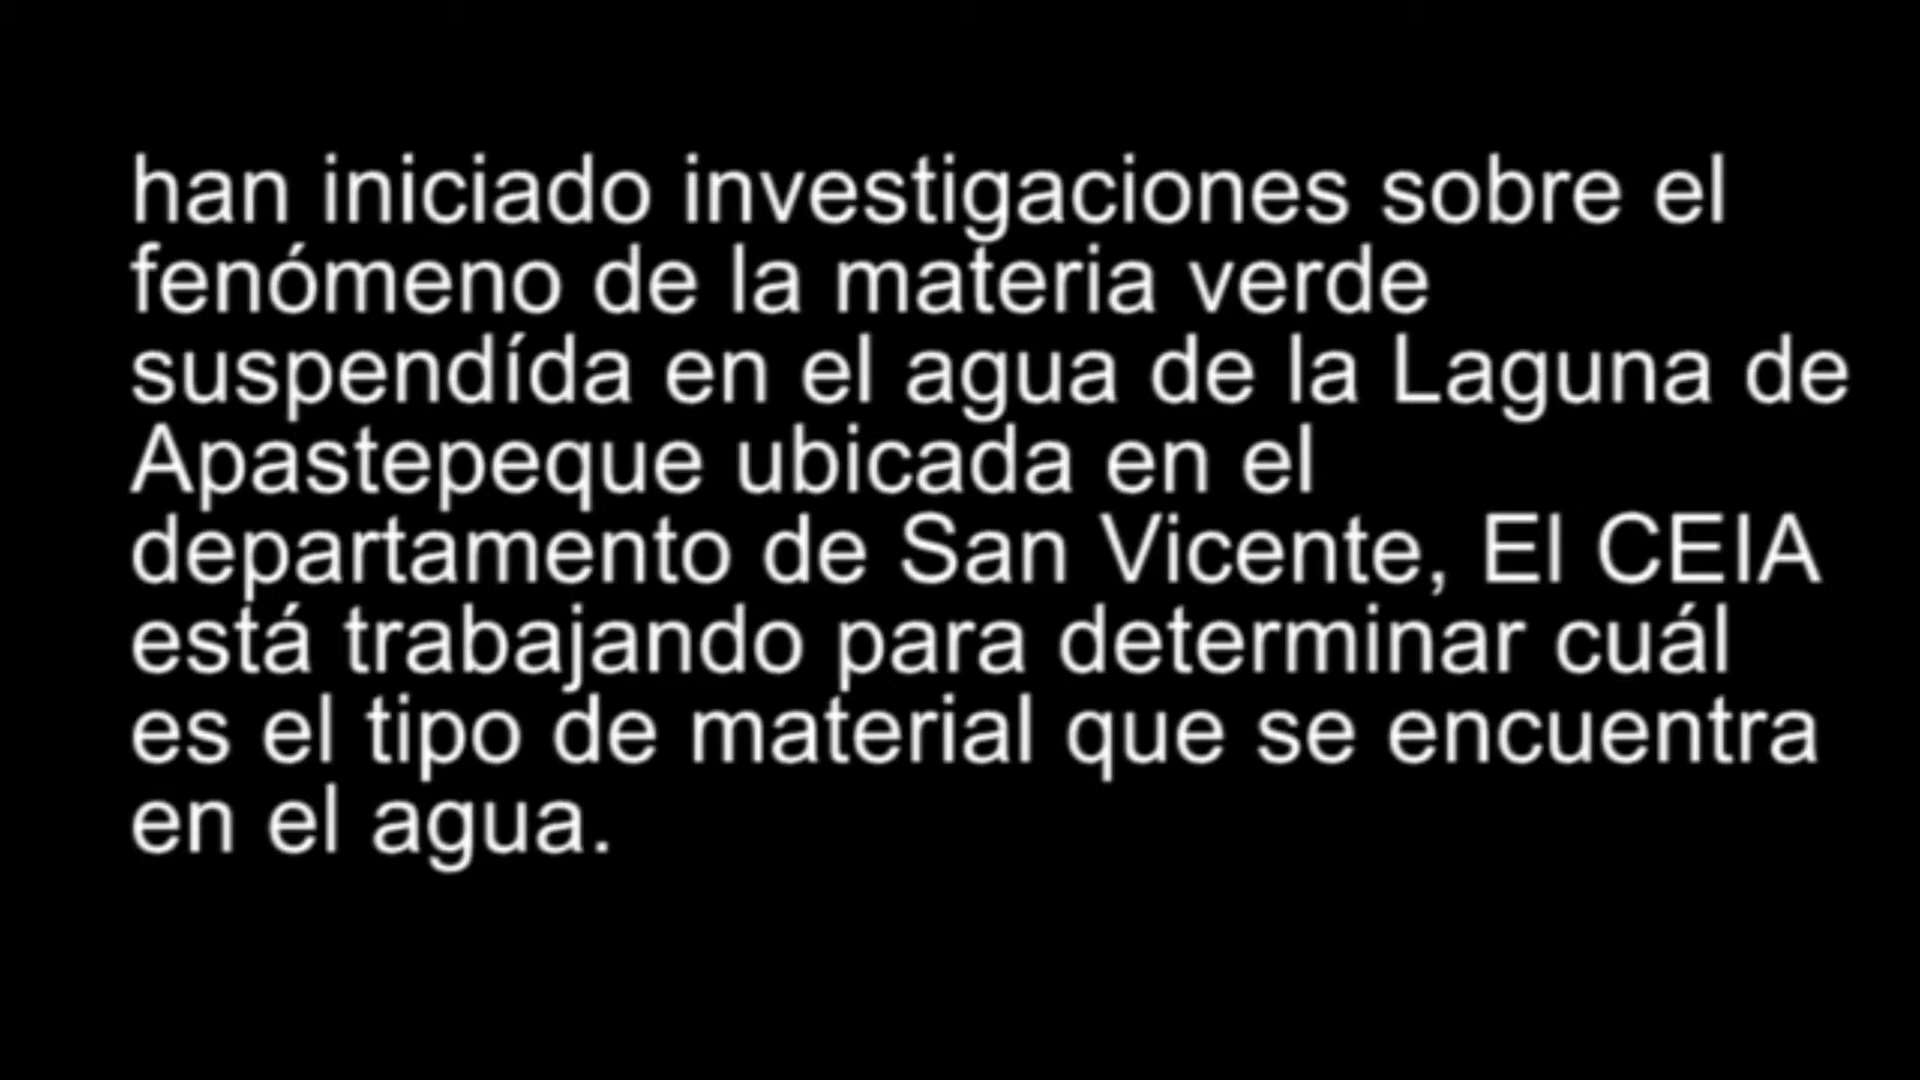 han iniciado investigaciones sobre el
fenómeno de la materia verde
suspendída en el agua de la Laguna de
Apastepeque ubicada en el
departamento de San Vicente, El CEIA
está trabajando para determinar cuál
es el tipo de material que se encuentra
en el agua.